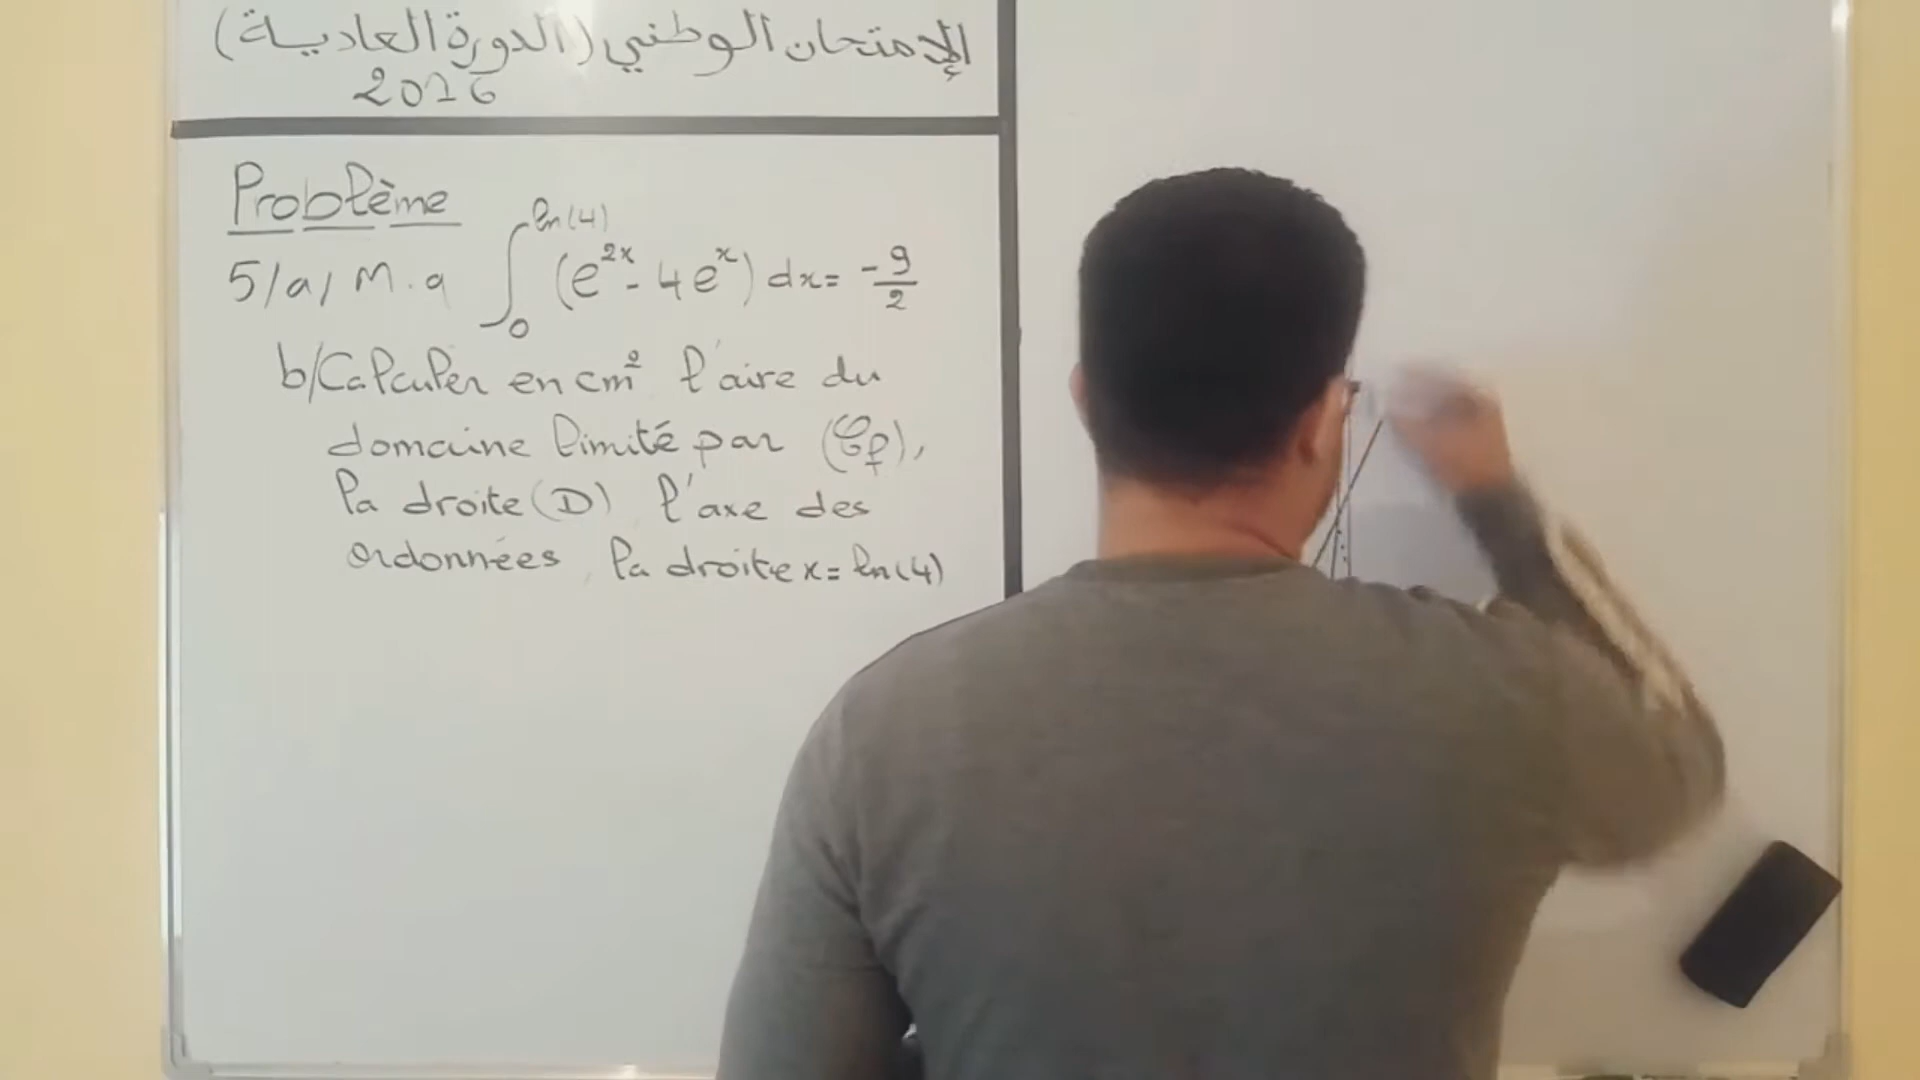 الإمتحان الوطني (الدورة العادية)
2016
Problème
5/a/ M.q ∫₀^ln(4) (e^2x - 4e^x) dx = -9/2
b/ Calculer en cm² l'aire du
domaine limité par (Cf),
la droite (D) l'axe des
ordonnées, la droite x = ln(4)